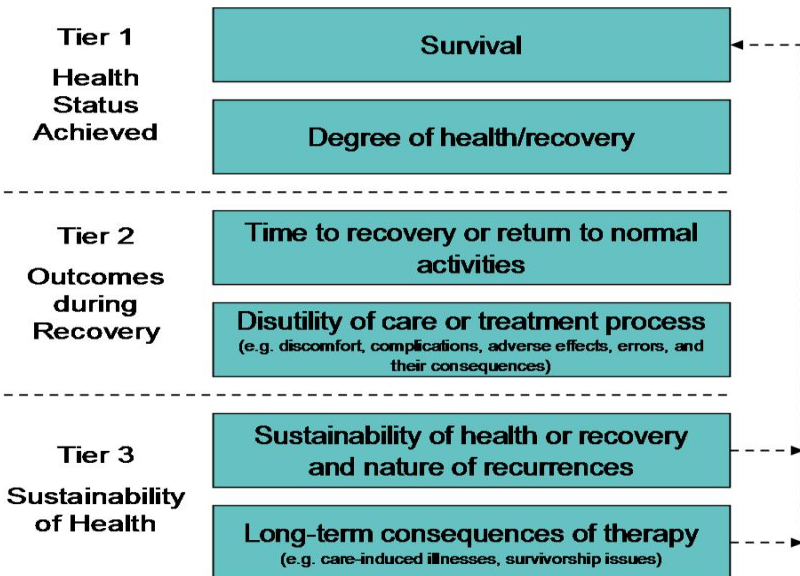 Tier 1
Health
Status
Achieved
Survival
Degree of health/recovery
Tier 2
Outcomes
during
Recovery
Time to recovery or return to normal
activities
Disutility of care or treatment process
(e.g. discomfort, complications, adverse effects, errors, and
their consequences)
Tier 3
Sustainability
of Health
Sustainability of health or recovery
and nature of recurrences
Long-term consequences of therapy
(e.g. care-induced illnesses, survivorship issues)